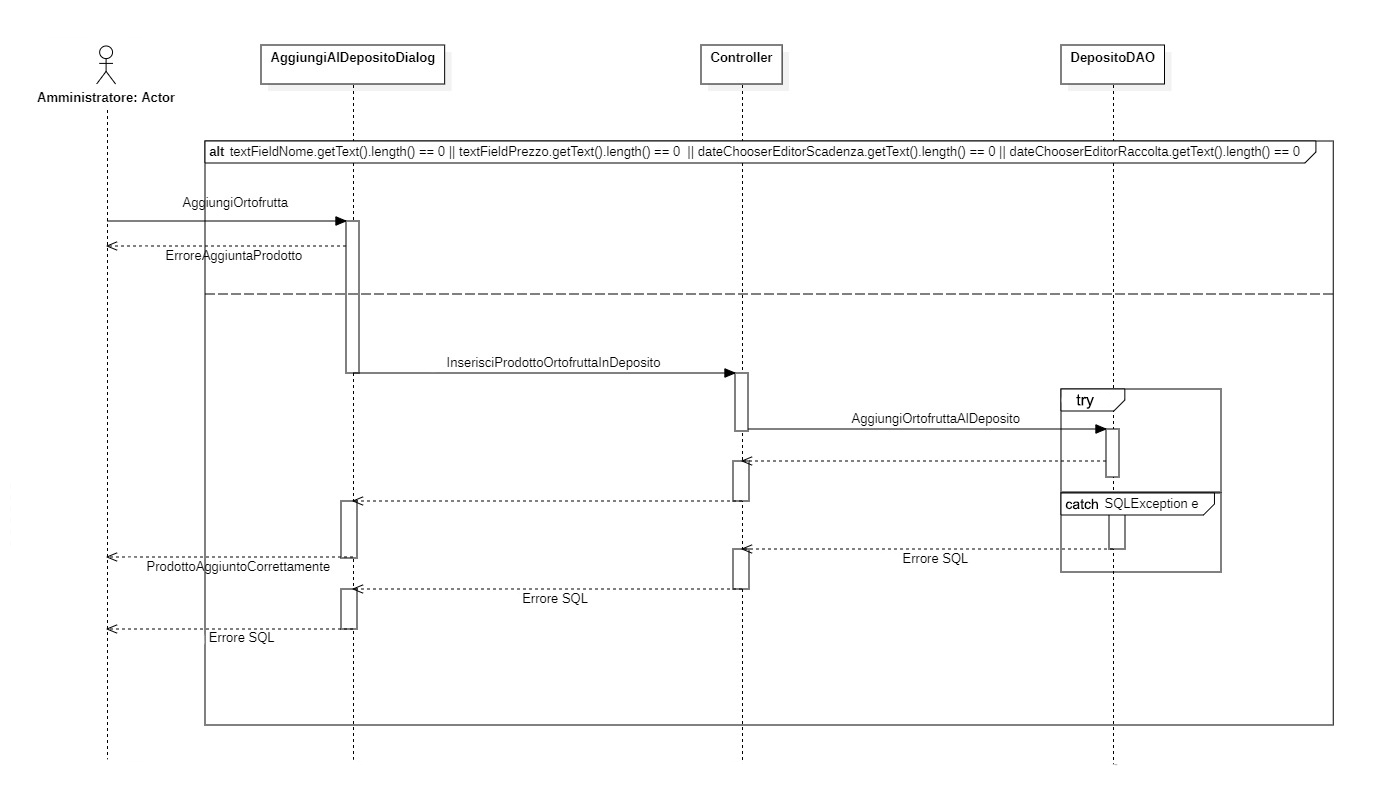 AggiungiAlDepositoDialog
Controller
DepositoDAO
Amministratore: Actor
alt textFieldNome.getText().length() == 0 || textFieldPrezzo.getText().length() == 0 || dateChooserEditorScadenza.getText().length() == 0 || dateChooserEditorRaccolta.getText().length() == 0
AggiungiOrtofrutta
ErroreAggiuntaProdotto
InserisciProdottoOrtofruttaInDeposito
try
AggiungiOrtofruttaAlDeposito
catch SQLException e
Errore SQL
ProdottoAggiuntoCorrettamente
Errore SQL
Errore SQL